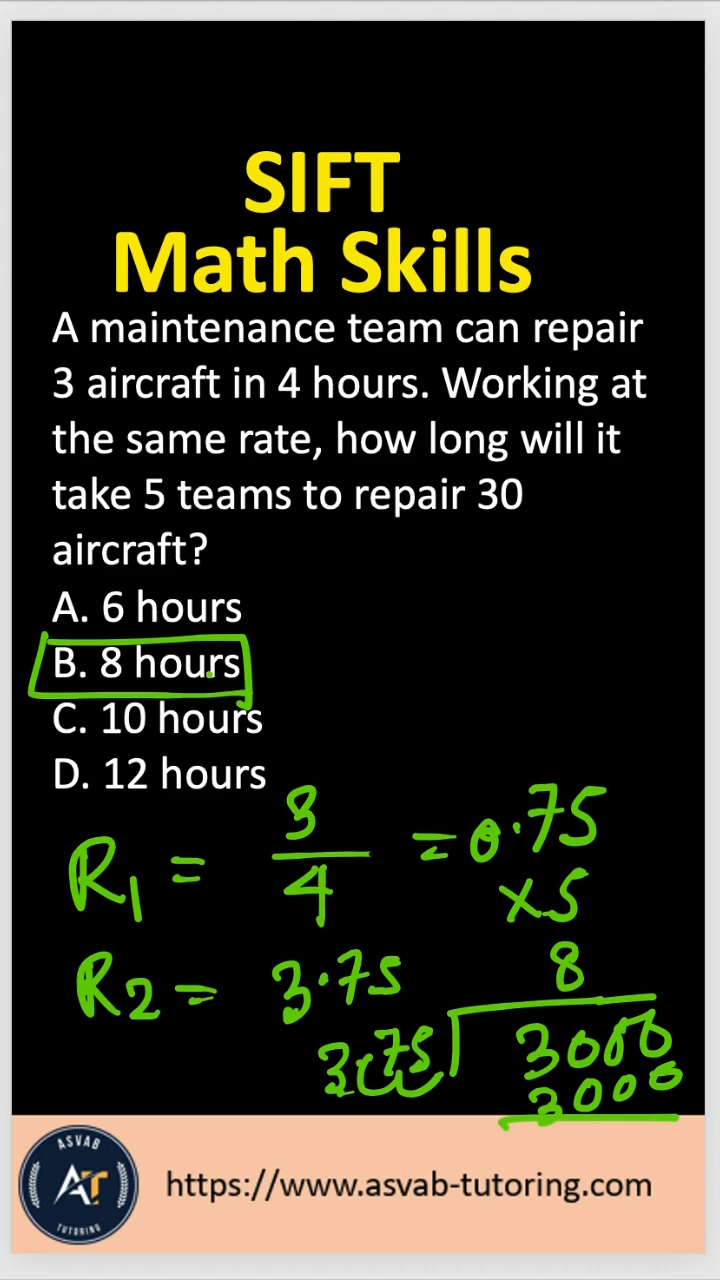 SIFT
Math Skills
A maintenance team can repair
3 aircraft in 4 hours. Working at
the same rate, how long will it
take 5 teams to repair 30
aircraft?
A. 6 hours
B. 8 hours
C. 10 hours
D. 12 hours
R1 = 3/4 = 0.75
×5
R2 = 3.75
8
3.75 3000
3000
ASVAB
AT
TUTORING
https://www.asvab-tutoring.com